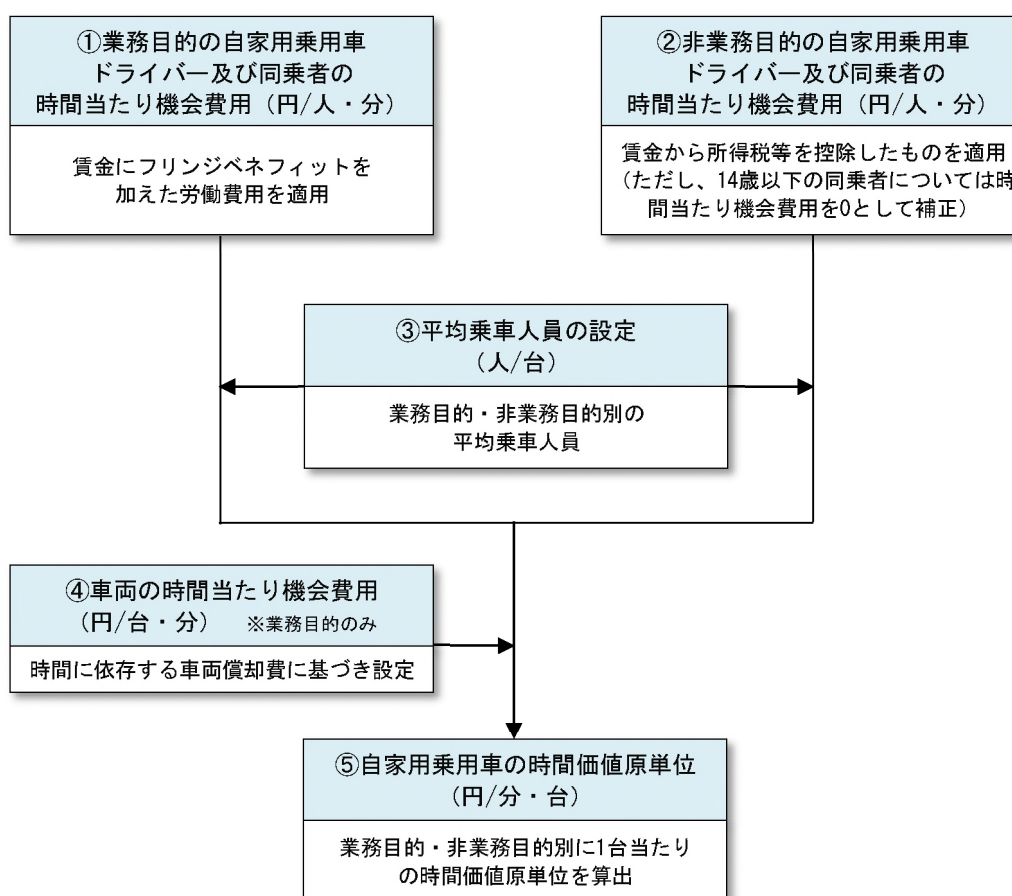 ①業務目的の自家用乗用車
ドライバー及び同乗者の
時間当たり機会費用（円/人・分）
賃金にフリンジベネフィットを
加えた労働費用を適用
②非業務目的の自家用乗用車
ドライバー及び同乗者の
時間当たり機会費用（円/人・分）
賃金から所得税等を控除したものを適用
（ただし、14歳以下の同乗者については時
間当たり機会費用を0として補正）
③平均乗車人員の設定
（人/台）
業務目的・非業務目的別の
平均乗車人員
④車両の時間当たり機会費用
（円/台・分） ※業務目的のみ
時間に依存する車両償却費に基づき設定
⑤自家用乗用車の時間価値原単位
（円/分・台）
業務目的・非業務目的別に1台当たり
の時間価値原単位を算出